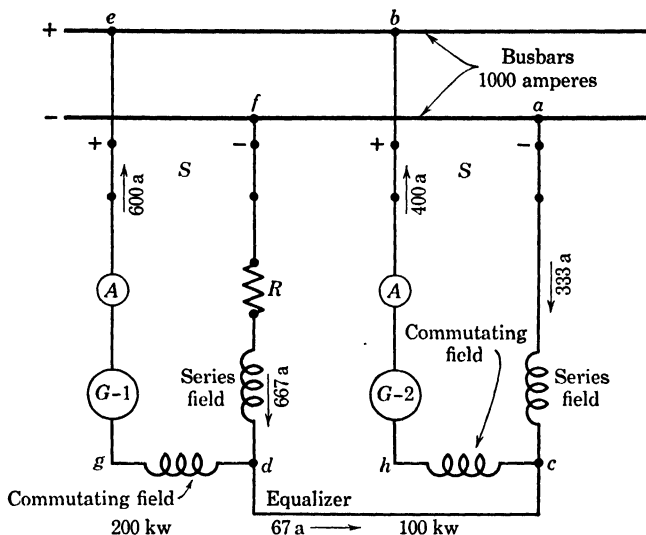 e
b
+
Busbars
1000 amperes
f
a
-
+
-
+
-
S
S
600 a
400 a
333 a
A
R
A
Commutating
field
G-1
Series
field
667 a
G-2
Series
field
g
d
h
c
Commutating field
Equalizer
200 kw
67 a
100 kw